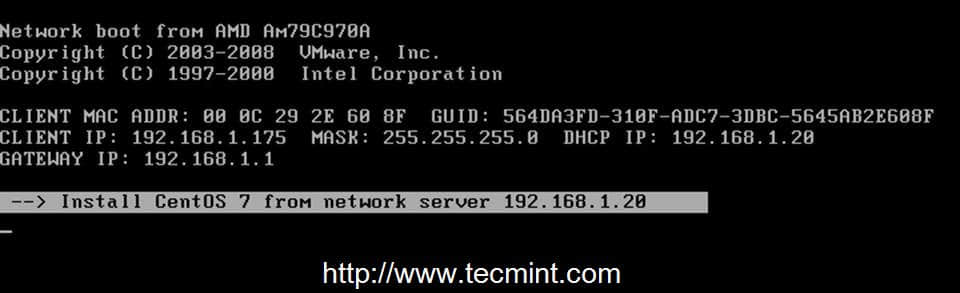 Network boot from AMD Am79C970A
Copyright (C) 2003-2008  VMware, Inc.
Copyright (C) 1997-2000  Intel Corporation
CLIENT MAC ADDR: 00 0C 29 2E 60 8F  GUID: 564DA3FD-310F-ADC7-3DBC-5645AB2E608F
CLIENT IP: 192.168.1.175  MASK: 255.255.255.0  DHCP IP: 192.168.1.20
GATEWAY IP: 192.168.1.1
--> Install CentOS 7 from network server 192.168.1.20
_
http://www.tecmint.com